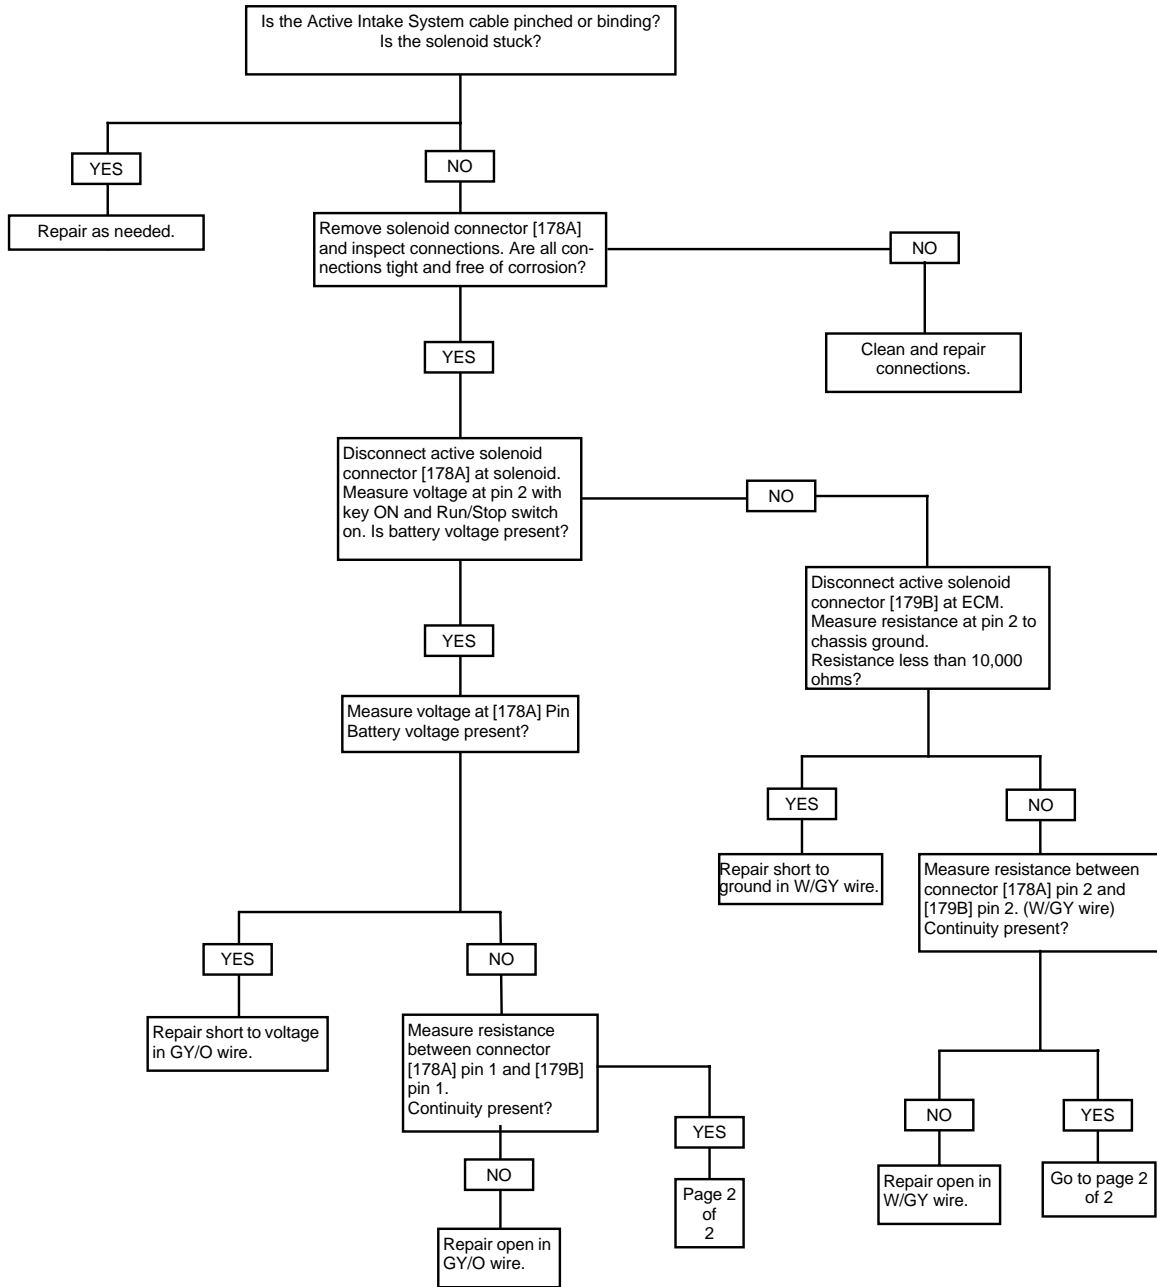 Is the Active Intake System cable pinched or binding?
Is the solenoid stuck?
YES
NO
Repair as needed.
Remove solenoid connector [178A]
and inspect connections. Are all con-
nections tight and free of corrosion?
NO
Clean and repair
connections.
YES
Disconnect active solenoid
connector [178A] at solenoid.
Measure voltage at pin 2 with
key ON and Run/Stop switch
on. Is battery voltage present?
NO
Disconnect active solenoid
connector [179B] at ECM.
Measure resistance at pin 2 to
chassis ground.
Resistance less than 10,000
ohms?
YES
Measure voltage at [178A] Pin
Battery voltage present?
YES
NO
Repair short to
ground in W/GY wire.
Measure resistance between
connector [178A] pin 2 and
[179B] pin 2. (W/GY wire)
Continuity present?
YES
NO
Repair short to voltage
in GY/O wire.
Measure resistance
between connector
[178A] pin 1 and [179B]
pin 1.
Continuity present?
NO
YES
YES
NO
Repair open in
W/GY wire.
Go to page 2
of 2
Page 2
of
2
Repair open in
GY/O wire.